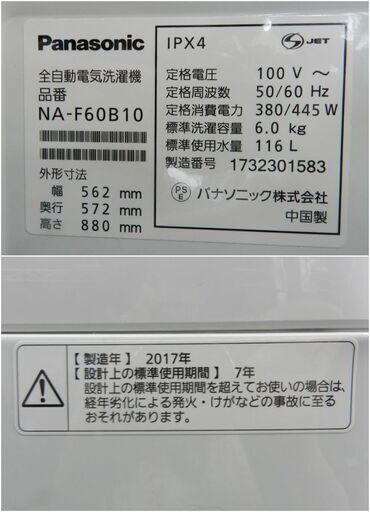 Panasonic
全自動電気洗濯機
品番
NA-F60B10
外形寸法
幅 562 mm
奥行 572 mm
高さ 880 mm
IPX4
S JET
定格電圧 100 V ～
定格周波数 50/60 Hz
定格消費電力 380/445 W
標準洗濯容量 6.0 kg
標準使用水量 116 L
製造番号 1732301583
PS E パナソニック株式会社
中国製
【製造年】 2017年
【設計上の標準使用期間】 7年
設計上の標準使用期間を超えてお使いの場合は、
経年劣化による発火・けがなどの事故に至る
おそれがあります。